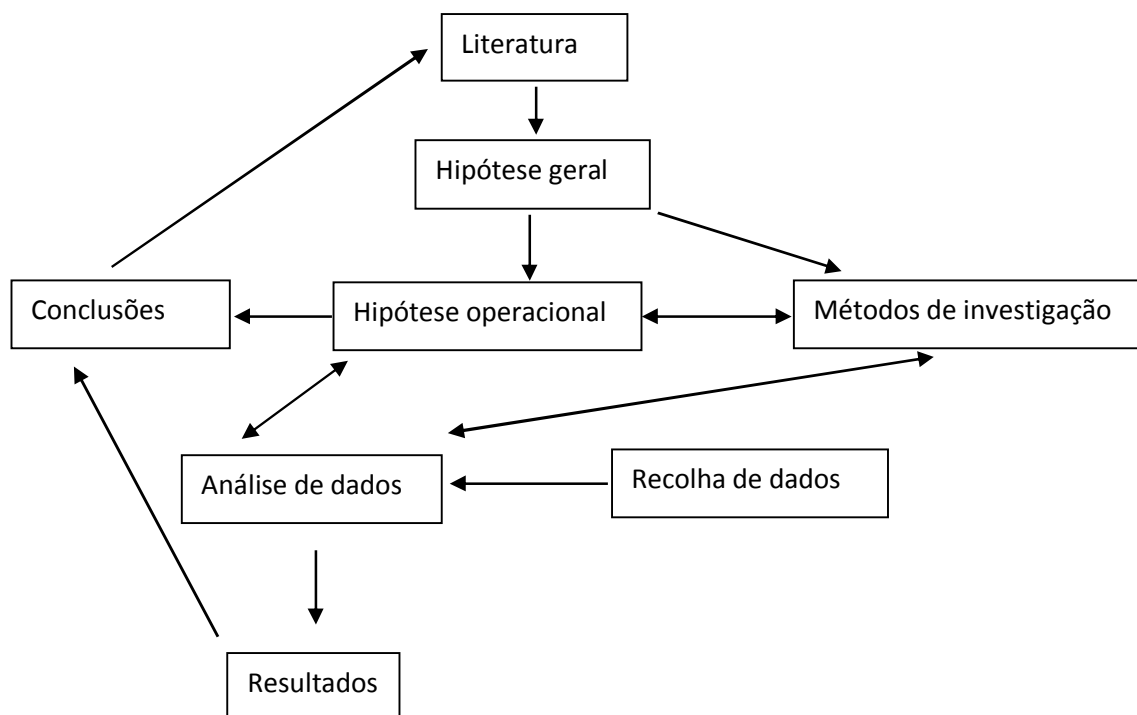 Literatura
Hipótese geral
Conclusões
Hipótese operacional
Métodos de investigação
Análise de dados
Recolha de dados
Resultados